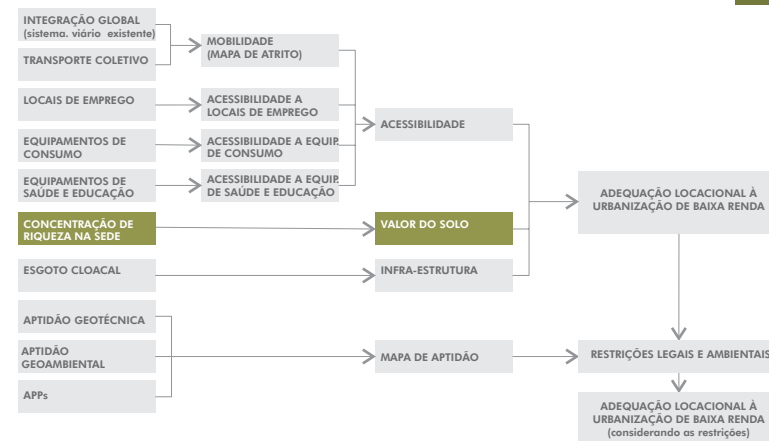 INTEGRAÇÃO GLOBAL
(sistema. viário existente)
TRANSPORTE COLETIVO
MOBILIDADE
(MAPA DE ATRITO)
LOCAIS DE EMPREGO
ACESSIBILIDADE A
LOCAIS DE EMPREGO
EQUIPAMENTOS DE
CONSUMO
ACESSIBILIDADE A EQUIP.
DE CONSUMO
EQUIPAMENTOS DE
SAÚDE E EDUCAÇÃO
ACESSIBILIDADE A EQUIP.
DE SAÚDE E EDUCAÇÃO
ACESSIBILIDADE
CONCENTRAÇÃO DE
RIQUEZA NA SEDE
VALOR DO SOLO
ESGOTO CLOACAL
INFRA-ESTRUTURA
ADEQUAÇÃO LOCACIONAL À
URBANIZAÇÃO DE BAIXA RENDA
APTIDÃO GEOTÉCNICA
APTIDÃO
GEOAMBIENTAL
APPs
MAPA DE APTIDÃO
RESTRIÇÕES LEGAIS E AMBIENTAIS
ADEQUAÇÃO LOCACIONAL À
URBANIZAÇÃO DE BAIXA RENDA
(considerando as restrições)